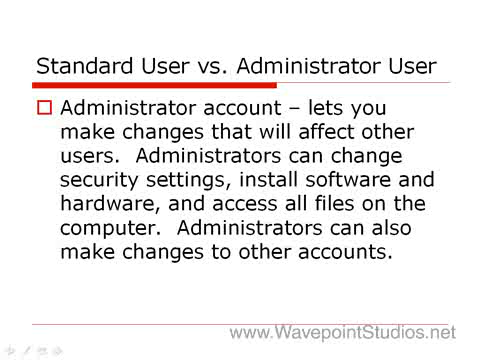 Standard User vs. Administrator User
Administrator account – lets you
make changes that will affect other
users.  Administrators can change
security settings, install software and
hardware, and access all files on the
computer.  Administrators can also
make changes to other accounts.
www.WavepointStudios.net